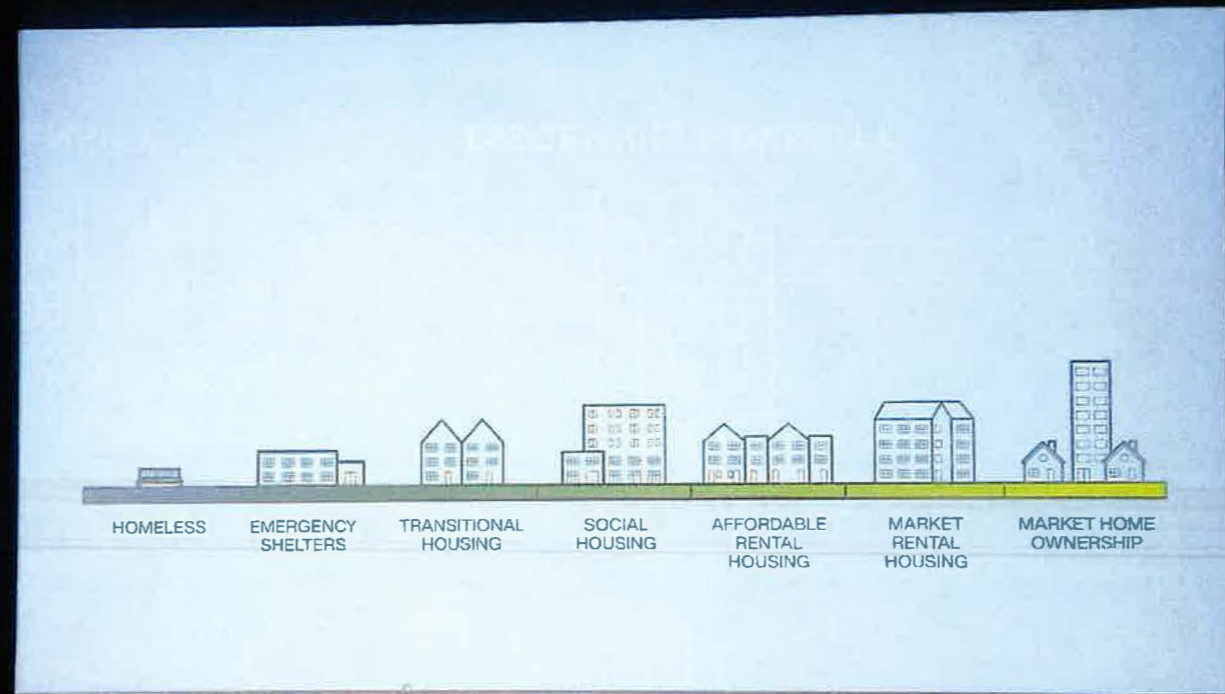 HOMELESS
EMERGENCY
SHELTERS
TRANSITIONAL
HOUSING
SOCIAL
HOUSING
AFFORDABLE
RENTAL
HOUSING
MARKET
RENTAL
HOUSING
MARKET HOME
OWNERSHIP